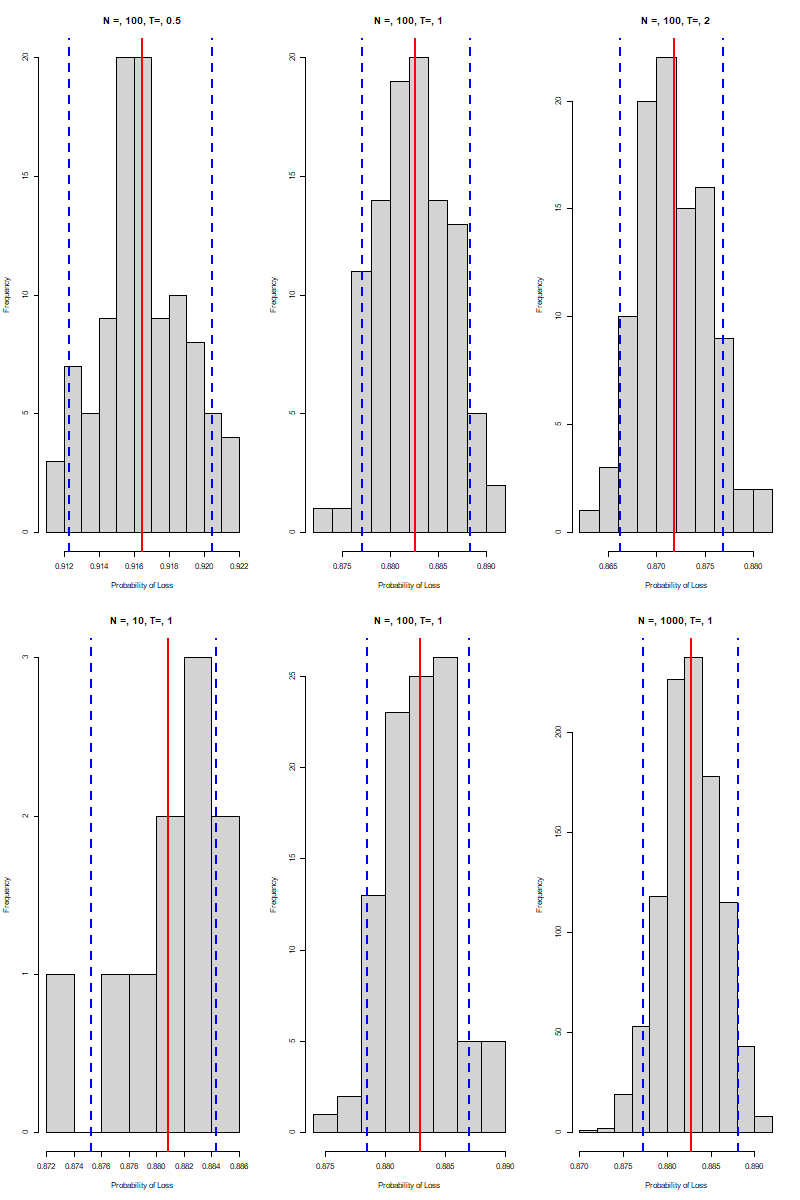 N =, 100, T=, 0.5
Frequency
20
15
10
5
0
0.912 0.914 0.916 0.918 0.920 0.922
Probability of Loss
N =, 100, T=, 1
Frequency
20
15
10
5
0
0.875 0.880 0.885 0.890
Probability of Loss
N =, 100, T=, 2
Frequency
20
15
10
5
0
0.865 0.870 0.875 0.880
Probability of Loss
N =, 10, T=, 1
Frequency
3
2
1
0
0.872 0.874 0.876 0.878 0.880 0.882 0.884 0.886
Probability of Loss
N =, 100, T=, 1
Frequency
25
20
15
10
5
0
0.875 0.880 0.885 0.890
Probability of Loss
N =, 1000, T=, 1
Frequency
200
150
100
50
0
0.870 0.875 0.880 0.885 0.890
Probability of Loss